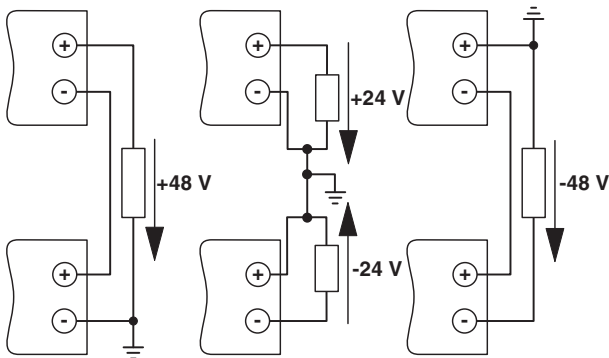 + + +
- - -
+24 V
+48 V
-48 V
-24 V
+ + +
- - -